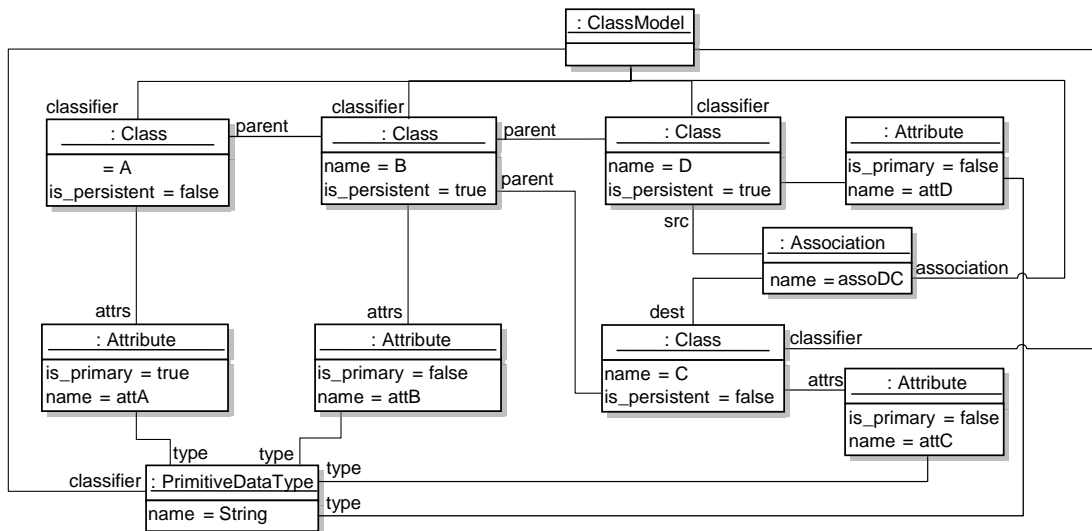 : ClassModel
classifier
classifier
classifier
: Class
= A
is_persistent = false
parent
: Class
name = B
is_persistent = true
parent
parent
: Class
name = D
is_persistent = true
: Attribute
is_primary = false
name = attD
src
: Association
name = assoDC
association
attrs
attrs
dest
: Attribute
is_primary = true
name = attA
: Attribute
is_primary = false
name = attB
: Class
name = C
is_persistent = false
classifier
attrs
: Attribute
is_primary = false
name = attC
type
type
type
classifier
: PrimitiveDataType
name = String
type